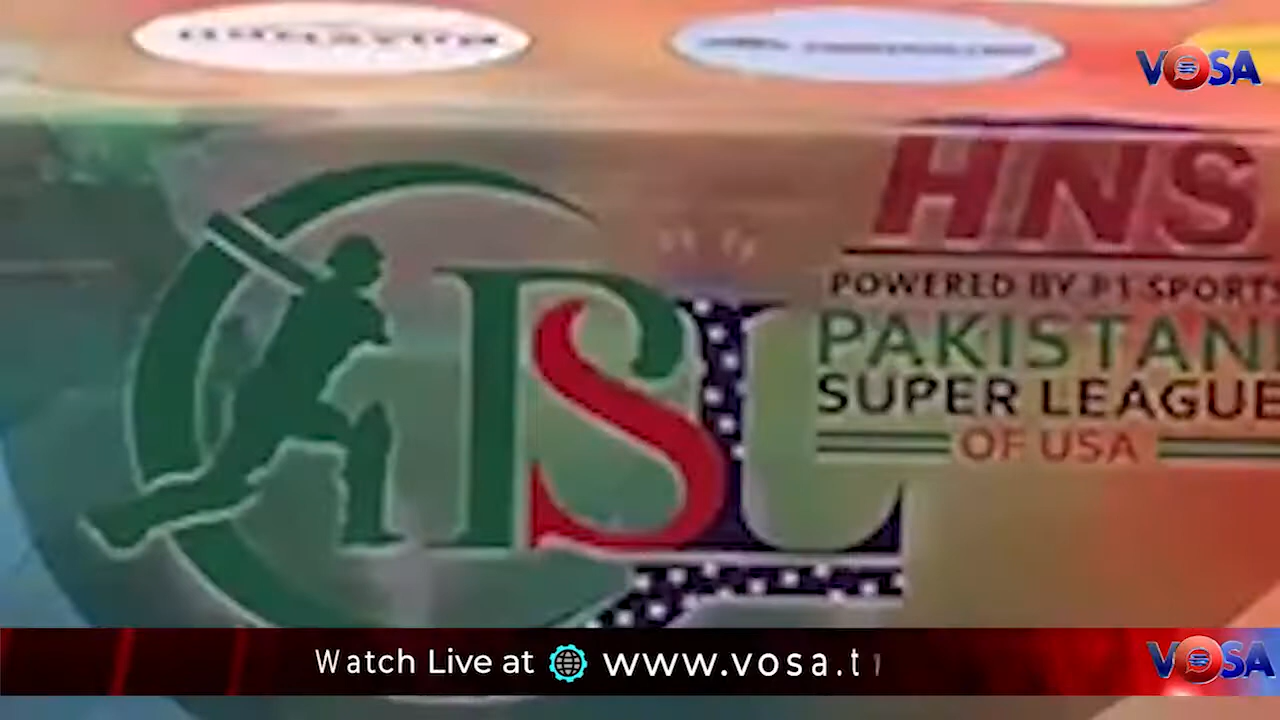 VOSA
HNS
POWERED BY P1 SPORTS
PSL
PAKISTANI
SUPER LEAGUE
OF USA
Watch Live at www.vosa.t
VOSA